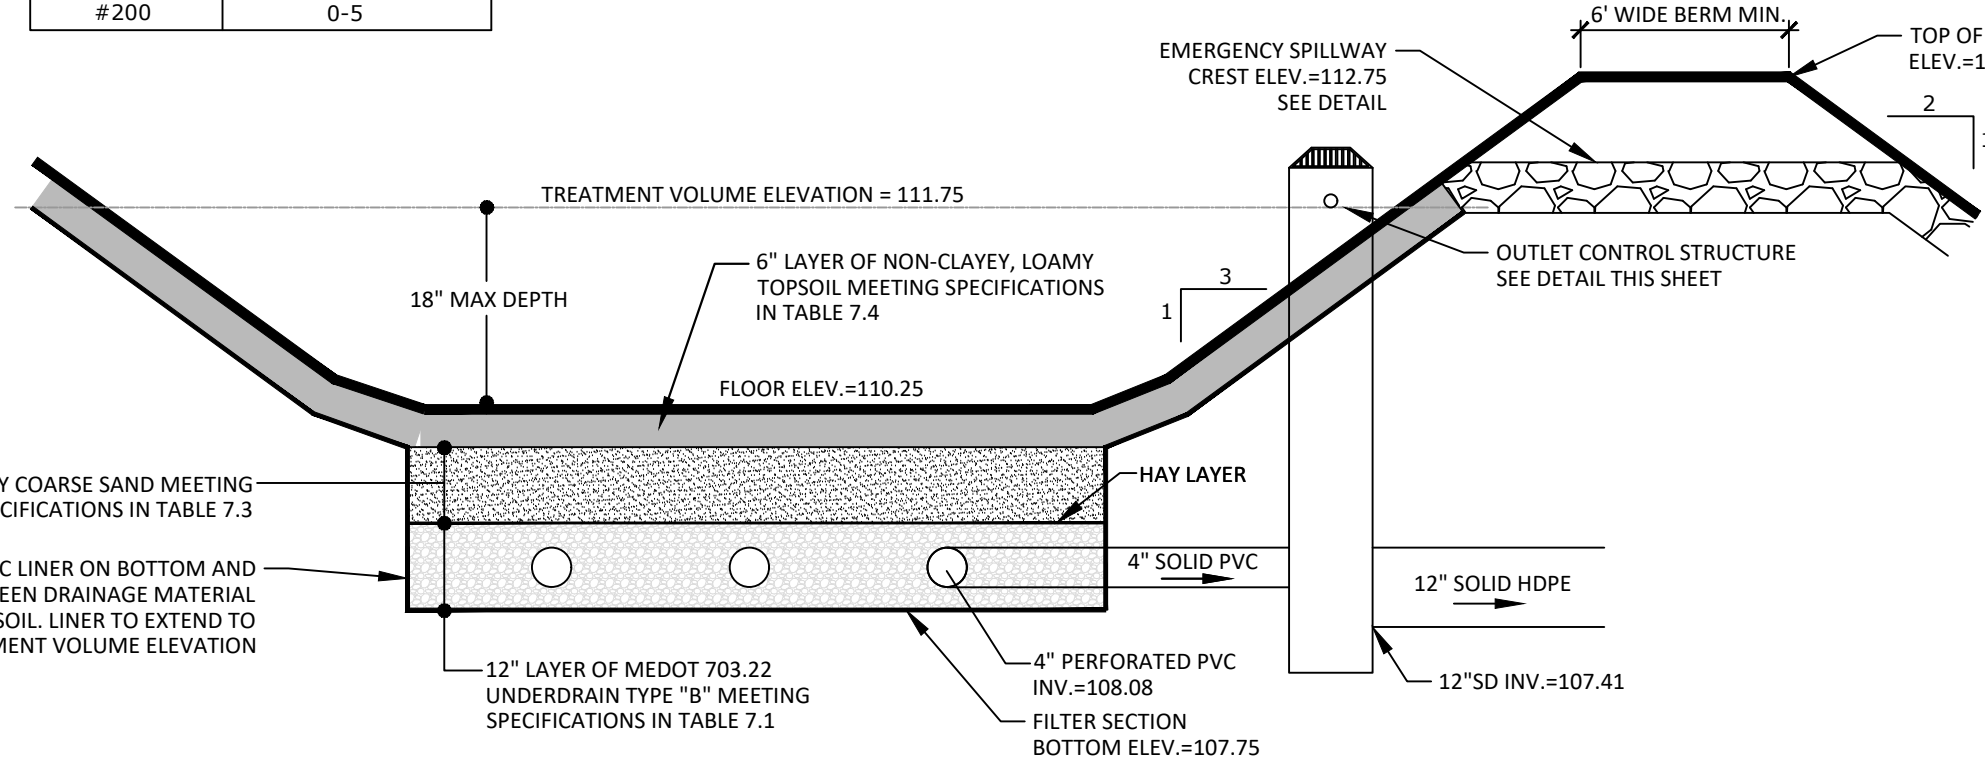 #200 0-5
6' WIDE BERM MIN.
EMERGENCY SPILLWAY
CREST ELEV.=112.75
SEE DETAIL
TOP OF
ELEV.=1
2
TREATMENT VOLUME ELEVATION = 111.75
6" LAYER OF NON-CLAYEY, LOAMY
TOPSOIL MEETING SPECIFICATIONS
IN TABLE 7.4
18" MAX DEPTH
3
1
OUTLET CONTROL STRUCTURE
SEE DETAIL THIS SHEET
FLOOR ELEV.=110.25
COARSE SAND MEETING
IN TABLE 7.3
HAY LAYER
LINER ON BOTTOM AND
DRAINAGE MATERIAL
SOIL. LINER TO EXTEND TO
VOLUME ELEVATION
4" SOLID PVC
12" SOLID HDPE
12" LAYER OF MEDOT 703.22
UNDERDRAIN TYPE "B" MEETING
SPECIFICATIONS IN TABLE 7.1
4" PERFORATED PVC
INV.=108.08
FILTER SECTION
BOTTOM ELEV.=107.75
12"SD INV.=107.41